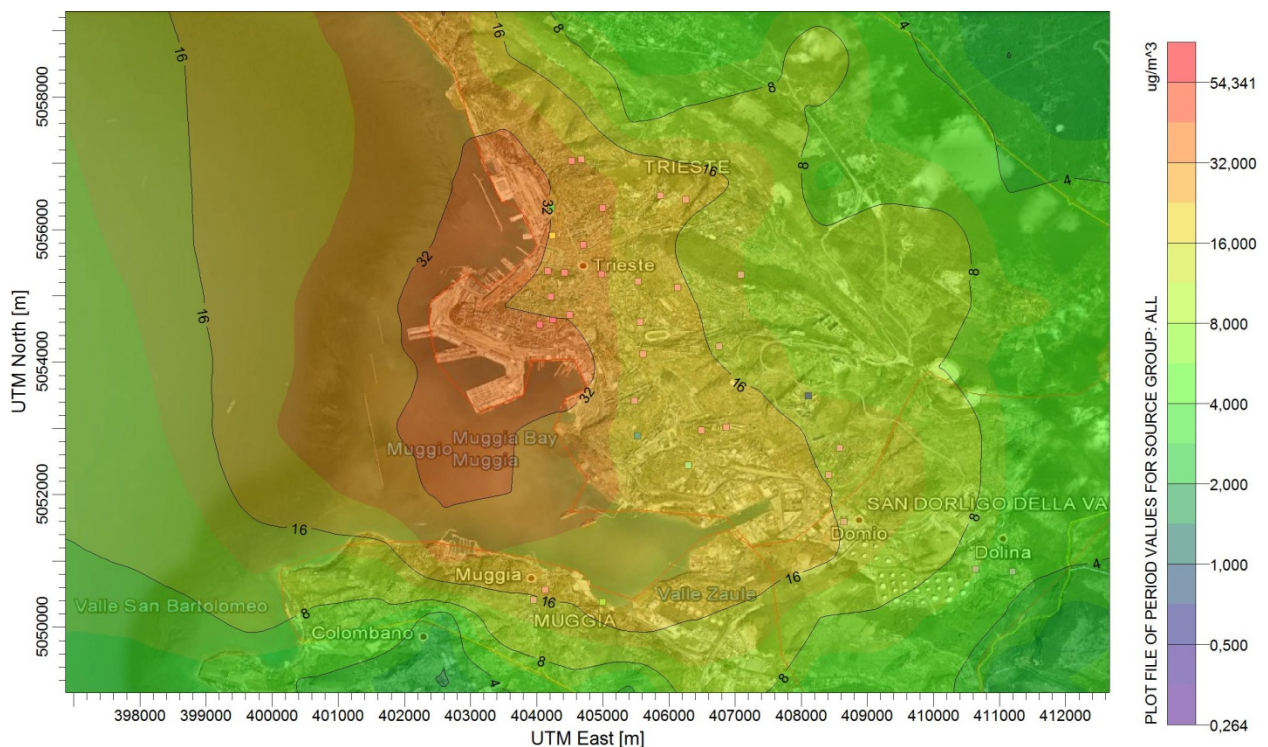 16
8
4
5058000
8
ug/m^3
54,341
32,000
16,000
8,000
4,000
2,000
1,000
0,500
0,264
PLOT FILE OF PERIOD VALUES FOR SOURCE GROUP: ALL
TRIESTE
16
8
4
5056000
32
32
Trieste
8
16
UTM North [m]
5054000
16
32
Muggio
Muggia Bay
Muggia
5052000
16
SAN DORLIGO DELLA VA
8
Domio
Dolina
4
Muggia
16
Valle Zaule
16
Valle San Bartolomeo
8
MUGGIA
5050000
Colombano
8
4
8
398000 399000 400000 401000 402000 403000 404000 405000 406000 407000 408000 409000 410000 411000 412000
UTM East [m]